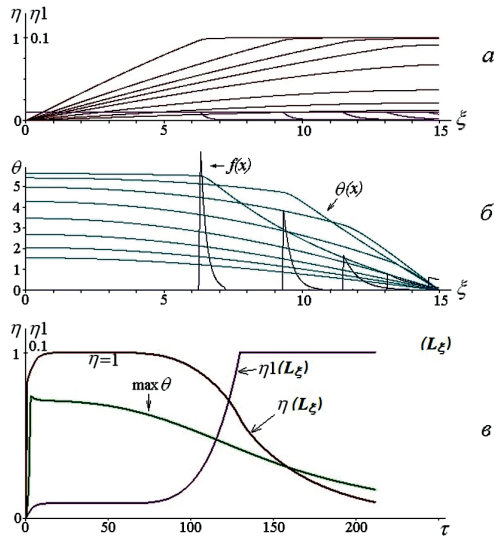 η η1
1 0.1
0 0 5 10 15 ξ
а
θ
5
4
3
2
1
0
f(x)
θ(x)
0 5 10 15 ξ
б
η η1
0.1
1
η=1
(Lξ)
max θ
η1(Lξ)
η (Lξ)
в
0 0 50 100 150 200 τ